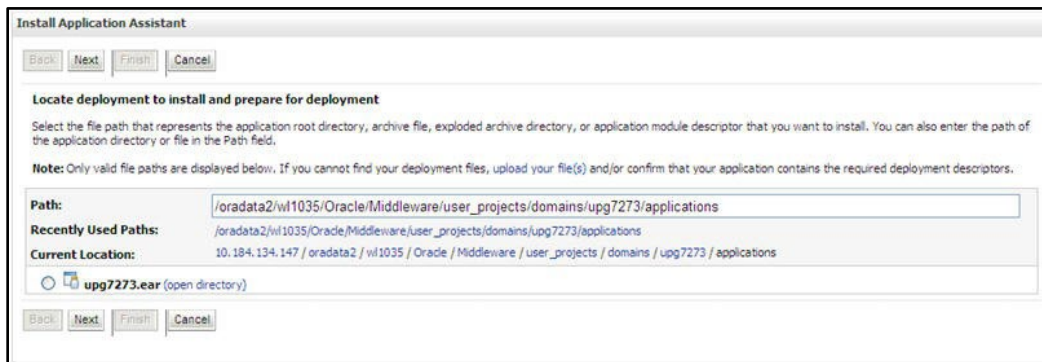 Install Application Assistant
Back Next Finish Cancel
Locate deployment to install and prepare for deployment
Select the file path that represents the application root directory, archive file, exploded archive directory, or application module descriptor that you want to install. You can also enter the path of
the application directory or file in the Path field.
Note: Only valid file paths are displayed below. If you cannot find your deployment files, upload your file(s) and/or confirm that your application contains the required deployment descriptors.
Path: /oradata2/wl1035/Oracle/Middleware/user_projects/domains/upg7273/applications
Recently Used Paths: /oradata2/wl1035/Oracle/Middleware/user_projects/domains/upg7273/applications
Current Location: 10.184.134.147 / oradata2 / wl1035 / Oracle / Middleware / user_projects / domains / upg7273 / applications
upg7273.ear (open directory)
Back Next Finish Cancel